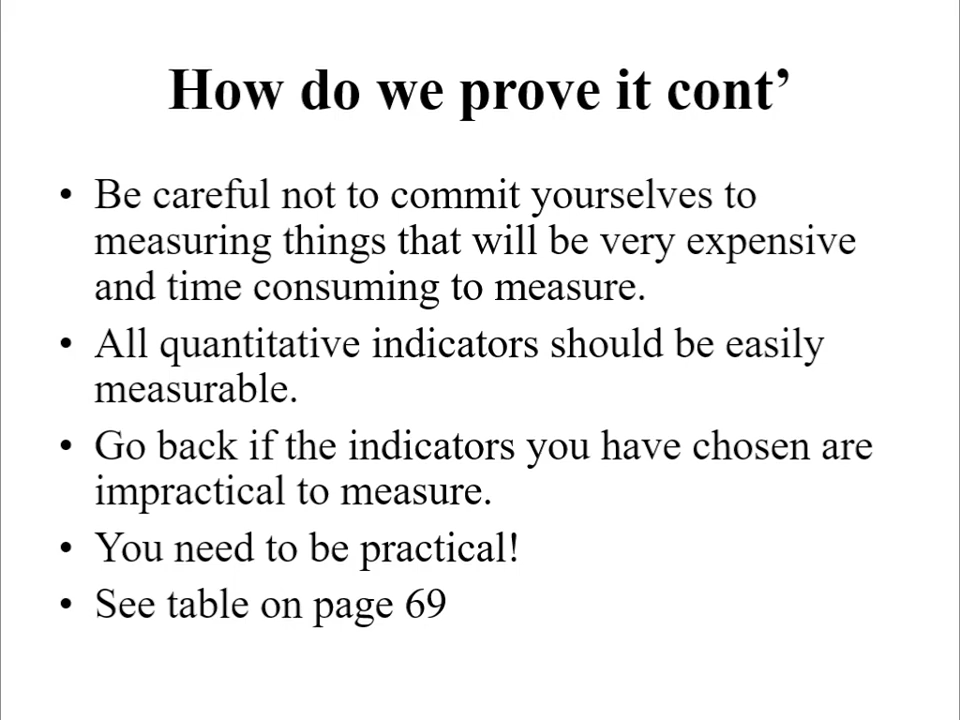 How do we prove it cont’
• Be careful not to commit yourselves to
measuring things that will be very expensive
and time consuming to measure.
• All quantitative indicators should be easily
measurable.
• Go back if the indicators you have chosen are
impractical to measure.
• You need to be practical!
• See table on page 69